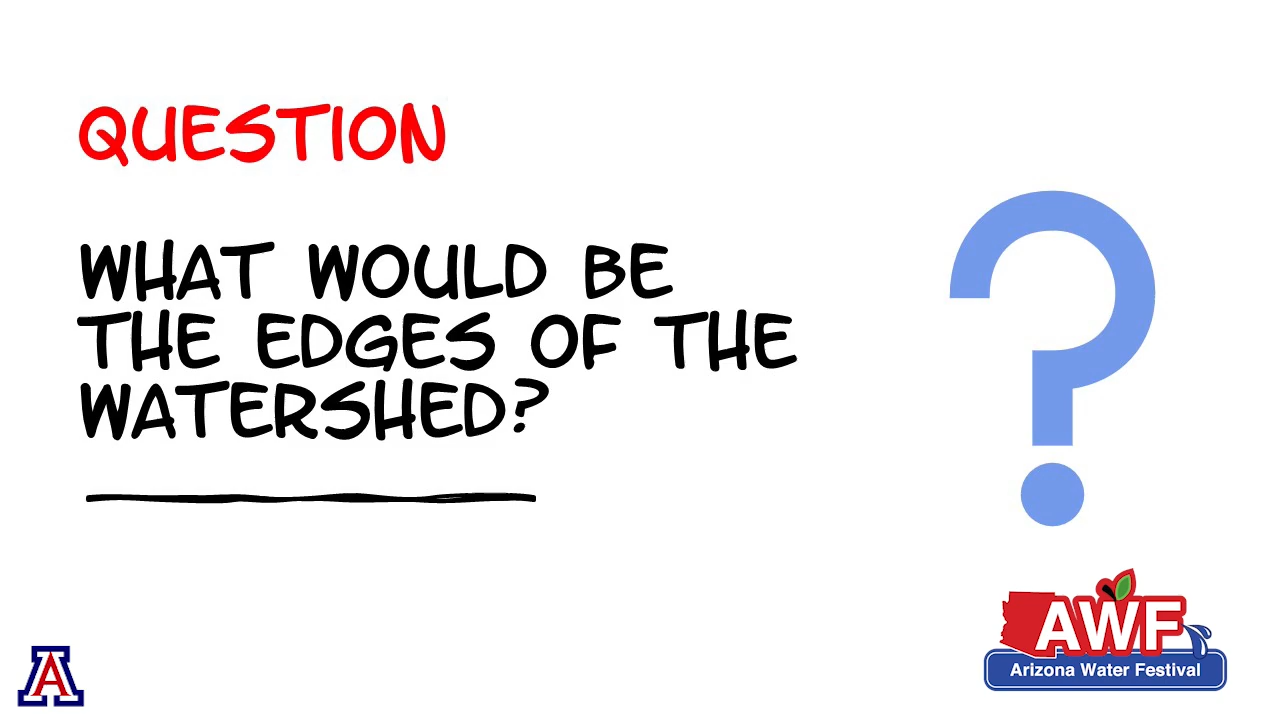 QUESTION
WHAT WOULD BE
THE EDGES OF THE
WATERSHED?
AWF
Arizona Water Festival
A